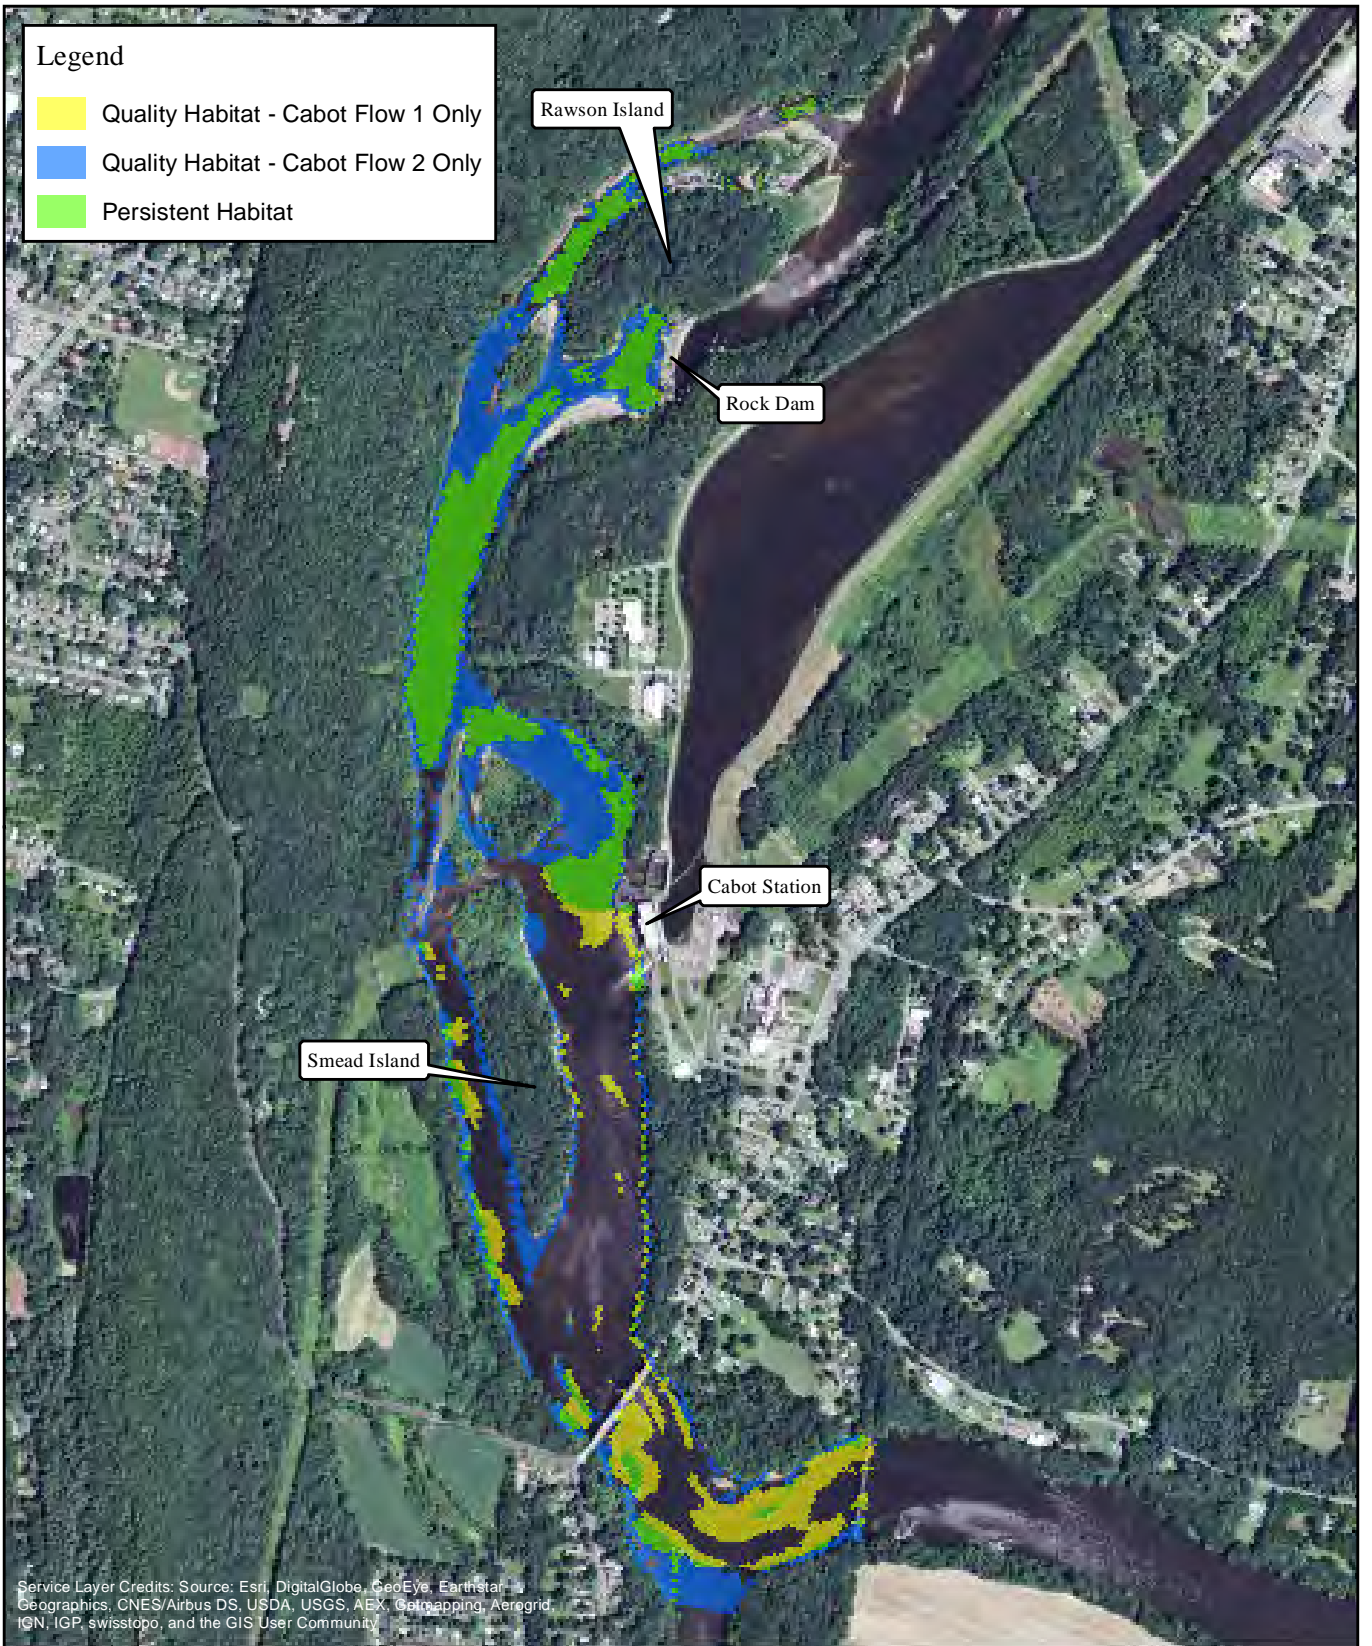 Legend
Quality Habitat - Cabot Flow 1 Only
Quality Habitat - Cabot Flow 2 Only
Persistent Habitat
Rawson Island
Rock Dam
Cabot Station
Smead Island
Service Layer Credits: Source: Esri, DigitalGlobe, GeoEye, Earthstar
Geographics, CNES/Airbus DS, USDA, USGS, AEX, Getmapping, Aerogrid,
IGN, IGP, swisstopo, and the GIS User Community